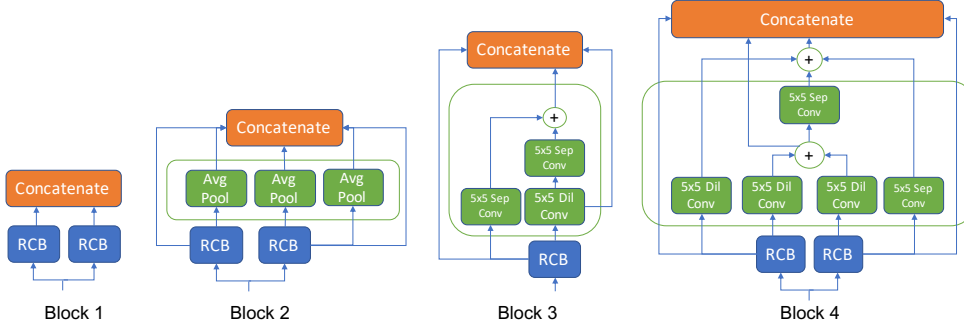 Concatenate
RCB
RCB
Block 1
Concatenate
Avg
Pool
Avg
Pool
Avg
Pool
RCB
RCB
Block 2
Concatenate
+
5x5 Sep
Conv
5x5 Sep
Conv
5x5 Dil
Conv
RCB
Block 3
Concatenate
+
5x5 Sep
Conv
+
5x5 Dil
Conv
5x5 Dil
Conv
5x5 Dil
Conv
5x5 Sep
Conv
RCB
RCB
Block 4